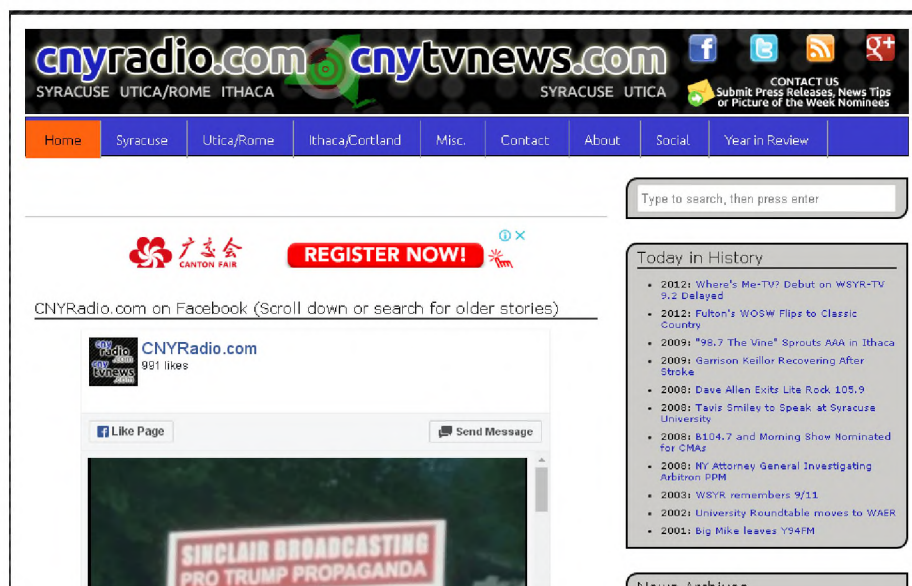 cnyradio.com cnytvnews.com
SYRACUSE UTICA/ROME ITHACA SYRACUSE UTICA
CONTACT US
Submit Press Releases, News Tips
or Picture of the Week Nominees
Home Syracuse Utica/Rome Ithaca/Cortland Misc. Contact About Social Year in Review
Type to search, then press enter
广交会
CANTON FAIR
REGISTER NOW!
CNYRadio.com on Facebook (Scroll down or search for older stories)
CNYRadio.com
991 likes
Like Page
Send Message
SINCLAIR BROADCASTING
PRO TRUMP PROPAGANDA
Today in History
2012: Where's Me-TV? Debut on WSYR-TV
9.2 Delayed
2012: Fulton's WOSW Flips to Classic
Country
2009: "98.7 The Vine" Sprouts AAA in Ithaca
2009: Garrison Keillor Recovering After
Stroke
2008: Dave Allen Exits Lite Rock 105.9
2008: Tavis Smiley to Speak at Syracuse
University
2008: B104.7 and Morning Show Nominated
for CMAs
2008: NY Attorney General Investigating
Arbitron PPM
2003: WSYR remembers 9/11
2002: University Roundtable moves to WAER
2001: Big Mike leaves Y94FM
News Archives